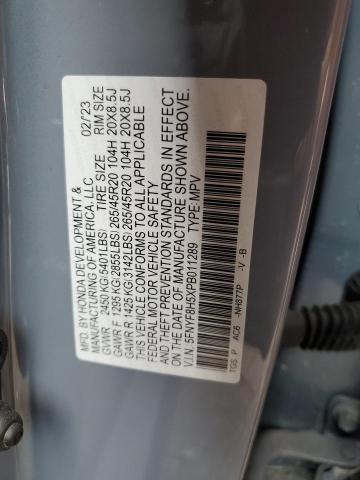 MFD BY HONDA DEVELOPMENT & 02/'23
MANUFACTURING OF AMERICA, LLC
TIRE SIZE RIM SIZE
GVWR 2450 KG(5401LBS)
GAWR F 1295 KG(2855LBS) 265/45R20 104H 20X8.5J
GAWR R 1425 KG(3142LBS) 265/45R20 104H 20X8.5J
THIS VEHICLE CONFORMS TO ALL APPLICABLE
FEDERAL MOTOR VEHICLE SAFETY
AND THEFT PREVENTION STANDARDS IN
EFFECT ON THE DATE OF MANUFACTURE SHOWN ABOVE.
V.I.N. 5FNYF8H5XPB011289 TYPE: MPV
TGS P AC6 -NH877P -V -B